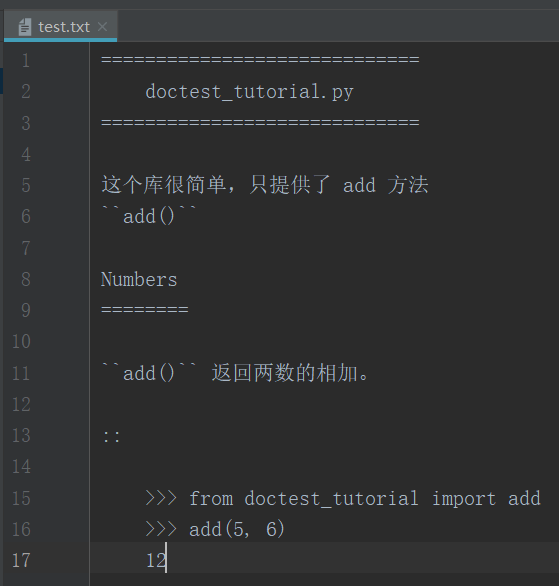 test.txt
1 =============================
2     doctest_tutorial.py
3 =============================
4
5 这个库很简单，只提供了 add 方法
6 ``add()``
7
8 Numbers
9 ========
10
11 ``add()`` 返回两数的相加。
12
13 ::
14
15     >>> from doctest_tutorial import add
16     >>> add(5, 6)
17     12